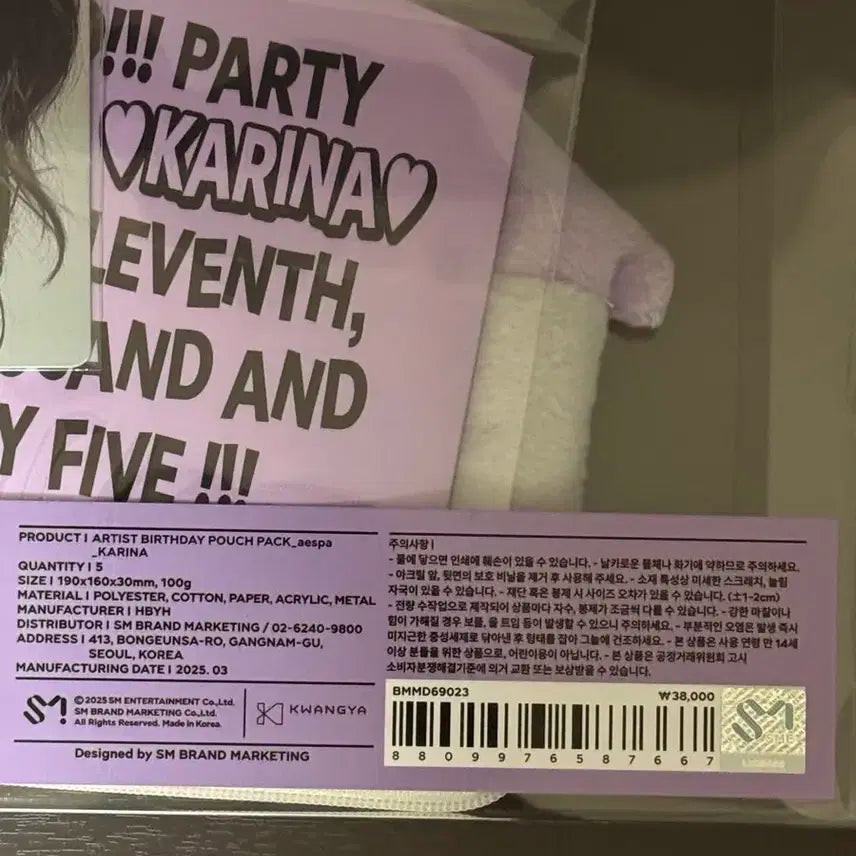 !!! PARTY
♡KARINA♡
LEVENTH,
AND AND
Y FIVE !!!
PRODUCT I ARTIST BIRTHDAY POUCH PACK_aespa
_KARINA
QUANTITY I 5
SIZE I 190x160x30mm, 100g
MATERIAL I POLYESTER, COTTON, PAPER, ACRYLIC, METAL
MANUFACTURER I HBYH
DISTRIBUTOR I SM BRAND MARKETING / 02-6240-9800
ADDRESS I 413, BONGEUNSA-RO, GANGNAM-GU,
SEOUL, KOREA
MANUFACTURING DATE I 2025. 03
©2025 SM ENTERTAINMENT Co.,Ltd.
SM BRAND MARKETING Co.,Ltd.
All Rights Reserved. Made in Korea.
KWANGYA
Designed by SM BRAND MARKETING
주의사항 I
- 물에 닿으면 인쇄에 훼손이 있을 수 있습니다. - 날카로운 물체나 화기에 약하므로 주의하세요.
- 아크릴 앞, 뒷면의 보호 비닐을 제거 후 사용해 주세요. - 소재 특성상 미세한 스크래치, 눌림
자국이 있을 수 있습니다. - 재단 혹은 봉제 시 사이즈 오차가 있을 수 있습니다. (±1~2cm)
- 전량 수작업으로 제작되어 상품마다 자수, 봉제가 조금씩 다를 수 있습니다. - 강한 마찰이나
힘이 가해질 경우 보풀, 올 트임 등이 발생할 수 있으니 주의하세요. - 부분적인 오염은 발생 즉시
미지근한 중성세제로 닦아낸 후 형태를 잡아 그늘에 건조하세요. - 본 상품은 사용 연령 만 14세
이상 분들을 위한 상품으로, 어린이용이 아닙니다. - 본 상품은 공정거래위원회 고시
소비자분쟁해결기준에 의거 교환 또는 보상받을 수 있습니다.
BMMD69023 ₩38,000
8809976587667